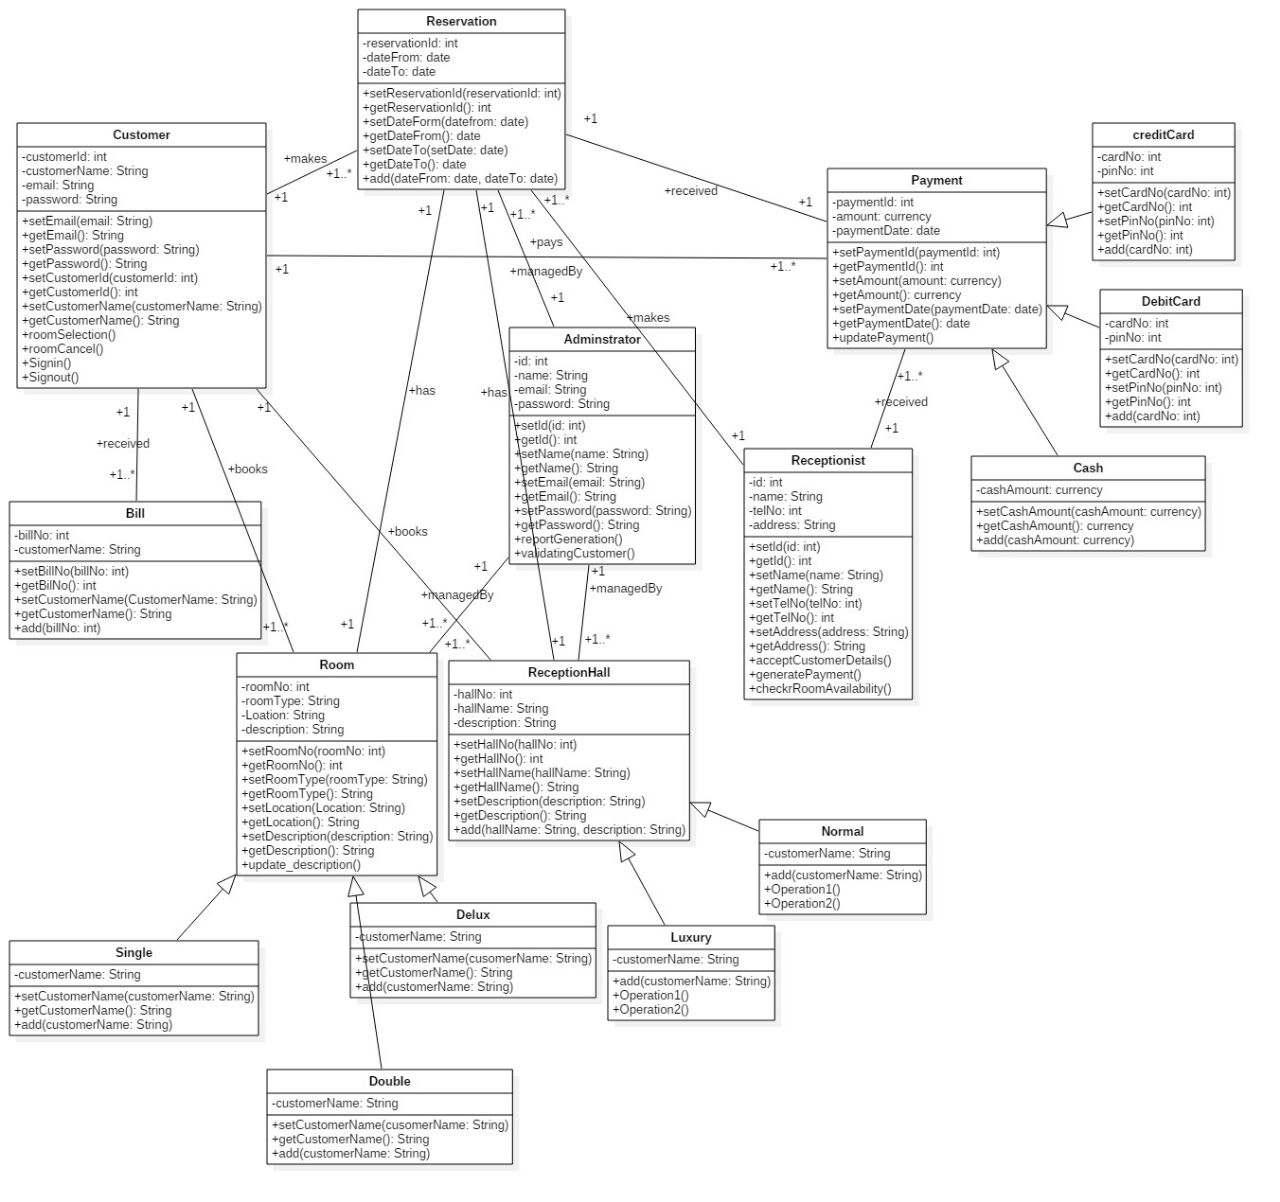 Reservation
-reservationId: int
-dateFrom: date
-dateTo: date
+setReservationId(reservationId: int)
+getReservationId(): int
+setDateForm(datefrom: date)
+getDateFrom(): date
+setDateTo(setDate: date)
+getDateTo(): date
+add(dateFrom: date, dateTo: date)
Customer
-customerId: int
-customerName: String
-email: String
-password: String
+setEmail(email: String)
+getEmail(): String
+setPassword(password: String)
+getPassword(): String
+setCustomerId(customerId: int)
+getCustomerId(): int
+setCustomerName(customerName: String)
+getCustomerName(): String
+roomSelection()
+roomCancel()
+Signin()
+Signout()
+makes
+1..*
+1
+1
+received
+1
Payment
-paymentId: int
-amount: currency
-paymentDate: date
+setPaymentId(paymentId: int)
+getPaymentId(): int
+setAmount(amount: currency)
+getAmount(): currency
+setPaymentDate(paymentDate: date)
+getPaymentDate(): date
+updatePayment()
creditCard
-cardNo: int
-pinNo: int
+setCardNo(cardNo: int)
+getCardNo(): int
+setPinNo(pinNo: int)
+getPinNo(): int
+add(cardNo: int)
DebitCard
-cardNo: int
-pinNo: int
+setCardNo(cardNo: int)
+getCardNo(): int
+setPinNo(pinNo: int)
+getPinNo(): int
+add(cardNo: int)
Cash
-cashAmount: currency
+setCashAmount(cashAmount: currency)
+getCashAmount(): currency
+add(cashAmount: currency)
+1
+1
+1..*
+1..*
+pays
+1
+1..*
+managedBy
+1
+makes
+1
+1..*
+received
+1
+has
+has
Adminstrator
-id: int
-name: String
-email: String
-password: String
+setId(id: int)
+getId(): int
+setName(name: String)
+getName(): String
+setEmail(email: String)
+getEmail(): String
+setPassword(password: String)
+getPassword(): String
+reportGeneration()
+validatingCustomer()
Receptionist
-id: int
-name: String
-telNo: int
-address: String
+setId(id: int)
+getId(): int
+setName(name: String)
+getName(): String
+setTelNo(telNo: int)
+getTelNo(): int
+setAddress(address: String)
+getAddress(): String
+acceptCustomerDetails()
+generatePayment()
+checkrRoomAvailability()
+1
+received
+1..*
+1
+books
+1..*
+1
+books
+1..*
+1
+1
+managedBy
+1..*
+1
+managedBy
+1..*
+1
Bill
-billNo: int
-customerName: String
+setBillNo(billNo: int)
+getBilNo(): int
+setCustomerName(CustomerName: String)
+getCustomerName(): String
+add(billNo: int)
Room
-roomNo: int
-roomType: String
-Loation: String
-description: String
+setRoomNo(roomNo: int)
+getRoomNo(): int
+setRoomType(roomType: String)
+getRoomType(): String
+setLocation(Location: String)
+getLocation(): String
+setDescription(description: String)
+getDescription(): String
+update_description()
ReceptionHall
-hallNo: int
-hallName: String
-description: String
+setHallNo(hallNo: int)
+getHallNo(): int
+setHallName(hallName: String)
+getHallName(): String
+setDescription(description: String)
+getDescription(): String
+add(hallName: String, description: String)
Normal
-customerName: String
+add(customerName: String)
+Operation1()
+Operation2()
Luxury
-customerName: String
+add(customerName: String)
+Operation1()
+Operation2()
Delux
-customerName: String
+setCustomerName(cusomerName: String)
+getCustomerName(): String
+add(customerName: String)
Single
-customerName: String
+setCustomerName(customerName: String)
+getCustomerName(): String
+add(customerName: String)
Double
-customerName: String
+setCustomerName(cusomerName: String)
+getCustomerName(): String
+add(customerName: String)